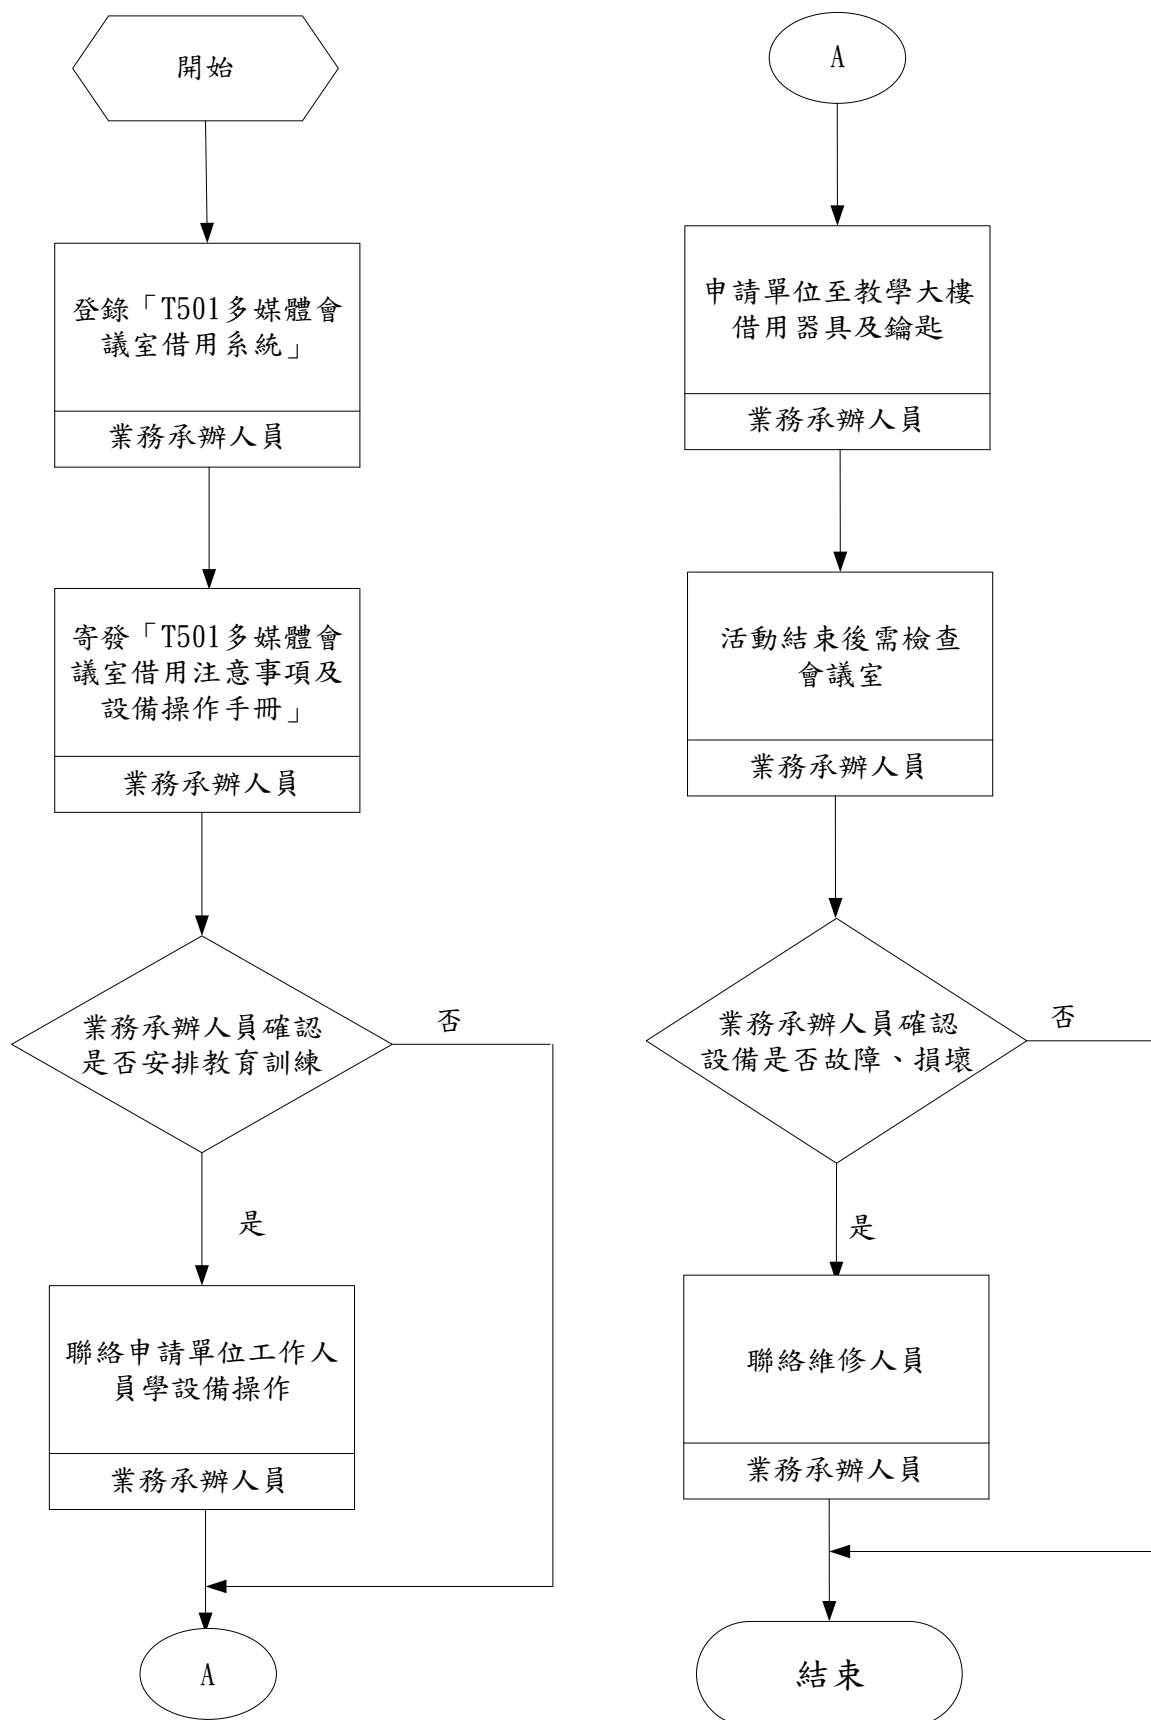 開始
登錄「T501多媒體會
議室借用系統」
業務承辦人員
寄發「T501多媒體會
議室借用注意事項及
設備操作手冊」
業務承辦人員
業務承辦人員確認
是否安排教育訓練
否
是
聯絡申請單位工作人
員學設備操作
業務承辦人員
A
A
申請單位至教學大樓
借用器具及鑰匙
業務承辦人員
活動結束後需檢查
會議室
業務承辦人員
業務承辦人員確認
設備是否故障、損壞
否
是
聯絡維修人員
業務承辦人員
結束